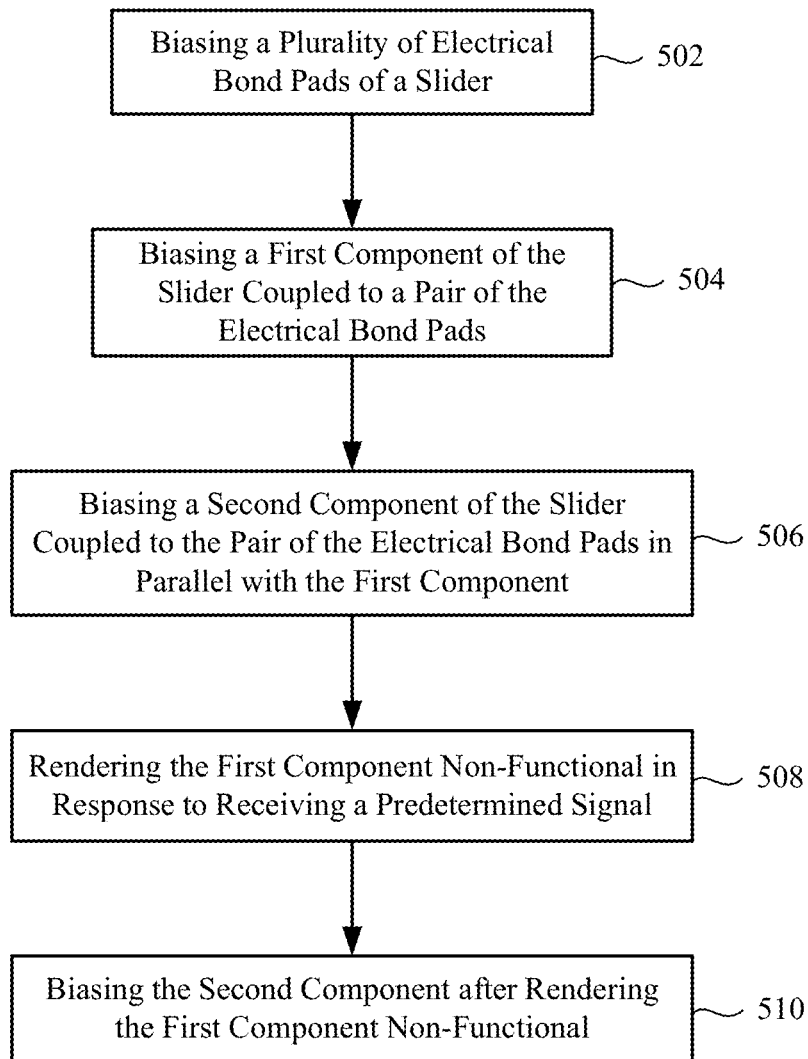 Biasing a Plurality of Electrical
Bond Pads of a Slider
502
Biasing a First Component of the
Slider Coupled to a Pair of the
Electrical Bond Pads
504
Biasing a Second Component of the Slider
Coupled to the Pair of the Electrical Bond Pads in
Parallel with the First Component
506
Rendering the First Component Non-Functional in
Response to Receiving a Predetermined Signal
508
Biasing the Second Component after Rendering
the First Component Non-Functional
510